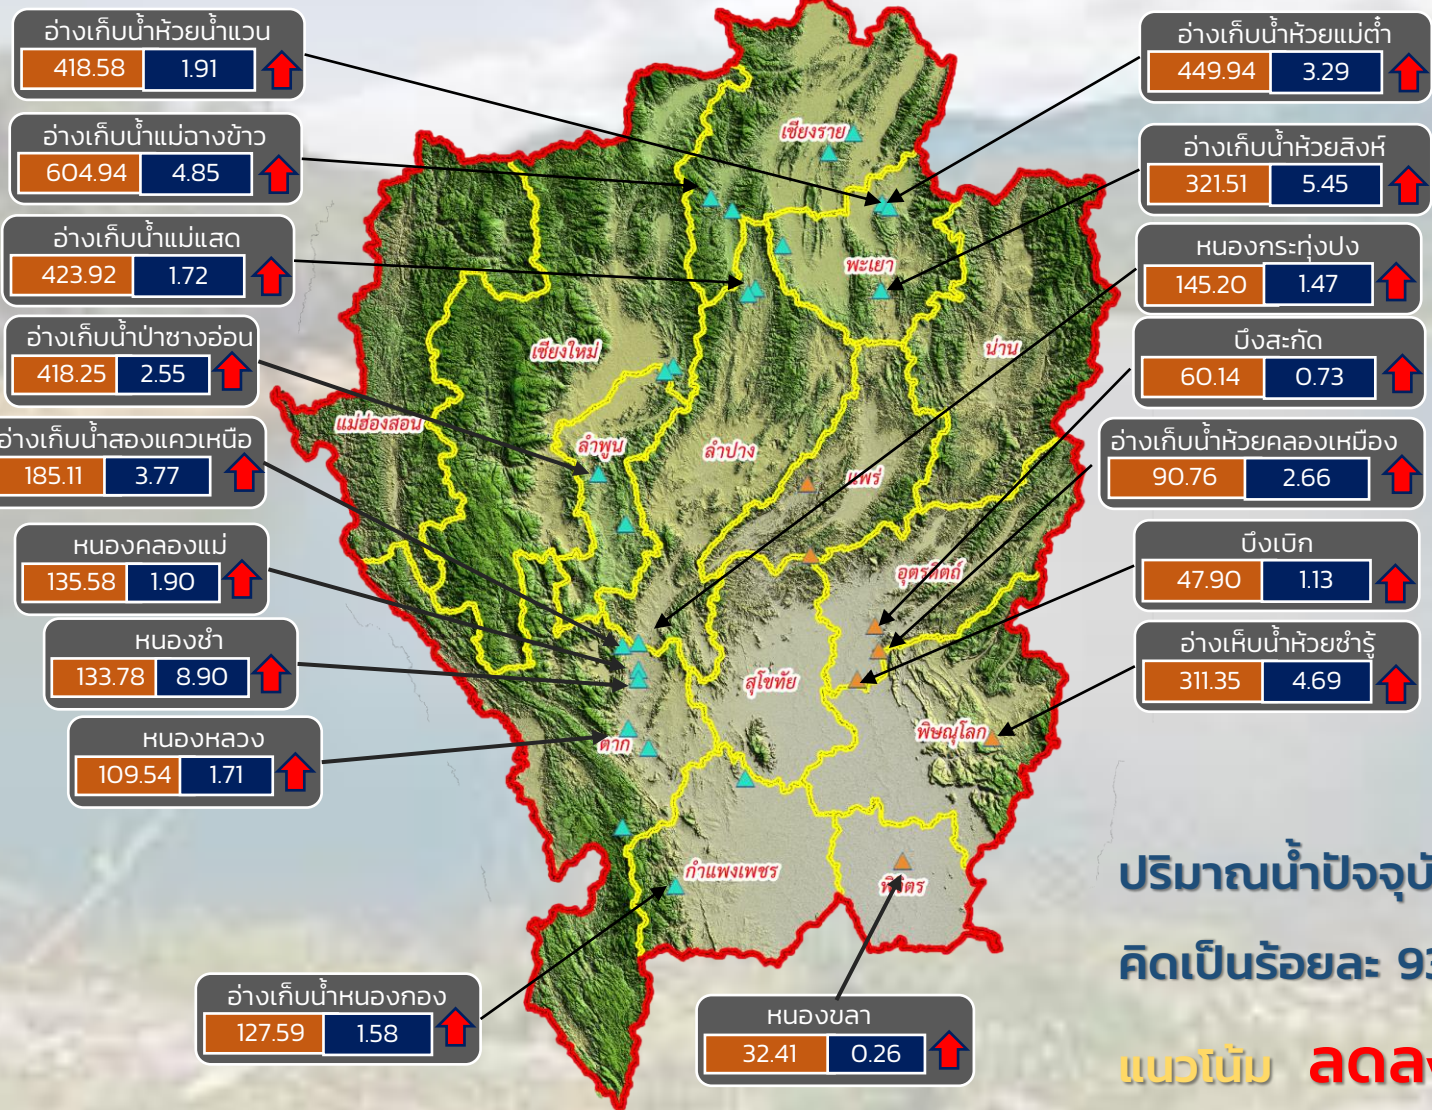 อ่างเก็บน้ำห้วยน้ำแวน
418.58 1.91
อ่างเก็บน้ำแม่ฉางข้าว
604.94 4.85
อ่างเก็บน้ำแม่แสด
423.92 1.72
อ่างเก็บน้ำป่าซางอ่อน
418.25 2.55
อ่างเก็บน้ำสองแควเหนือ
185.11 3.77
หนองคลองแม่
135.58 1.90
หนองชำ
133.78 8.90
หนองหลวง
109.54 1.71
อ่างเก็บน้ำหนองกอง
127.59 1.58
หนองขลา
32.41 0.26
อ่างเก็บน้ำห้วยแม่ต๋ำ
449.94 3.29
อ่างเก็บน้ำห้วยสิงห์
321.51 5.45
หนองกระทุ่งปง
145.20 1.47
บึงสะกัด
60.14 0.73
อ่างเก็บน้ำห้วยคลองเหมือง
90.76 2.66
บึงเบิก
47.90 1.13
อ่างเห็บน้ำห้วยซำรู้
311.35 4.69
เชียงราย
พะเยา
น่าน
เชียงใหม่
แม่ฮ่องสอน
ลำพูน
ลำปาง
แพร่
อุตรดิตถ์
สุโขทัย
ตาก
พิษณุโลก
กำแพงเพชร
พิจิตร
ปริมาณน้ำปัจจุบั
คิดเป็นร้อยละ 93
แนวโน้ม ลดลง